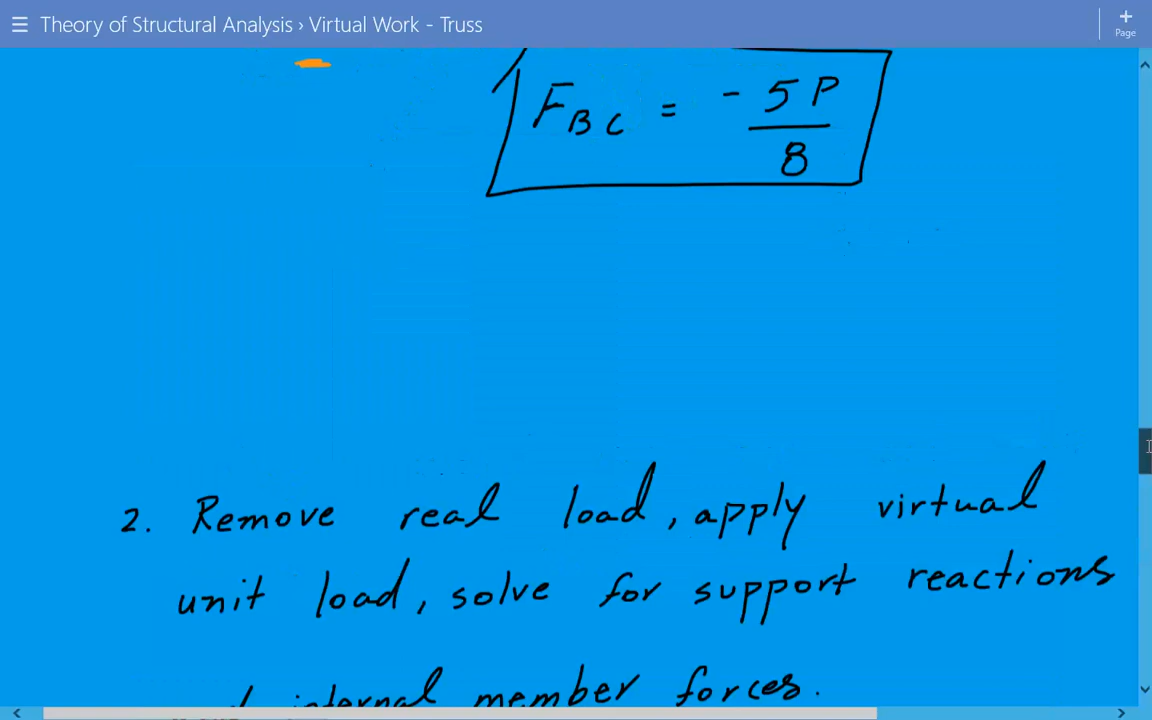 Theory of Structural Analysis › Virtual Work - Truss
Page
F_BC = - 5P/8
2. Remove real load, apply virtual
unit load, solve for support reactions
internal member forces.